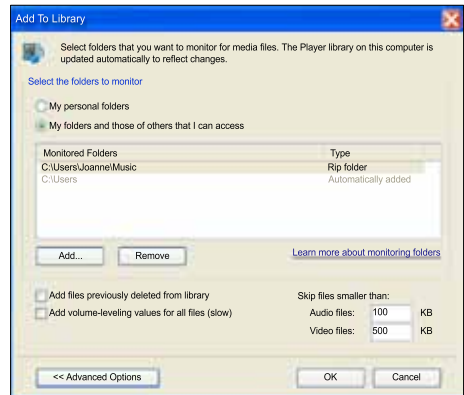 Add To Library
Select folders that you want to monitor for media files. The Player library on this computer is
updated automatically to reflect changes.
Select the folders to monitor
My personal folders
My folders and those of others that I can access
Monitored Folders Type
C:\Users\Joanne\Music Rip folder
C:\Users Automatically added
Add... Remove Learn more about monitoring folders
Add files previously deleted from library Skip files smaller than:
Add volume-leveling values for all files (slow) Audio files: 100 KB
Video files: 500 KB
<< Advanced Options OK Cancel